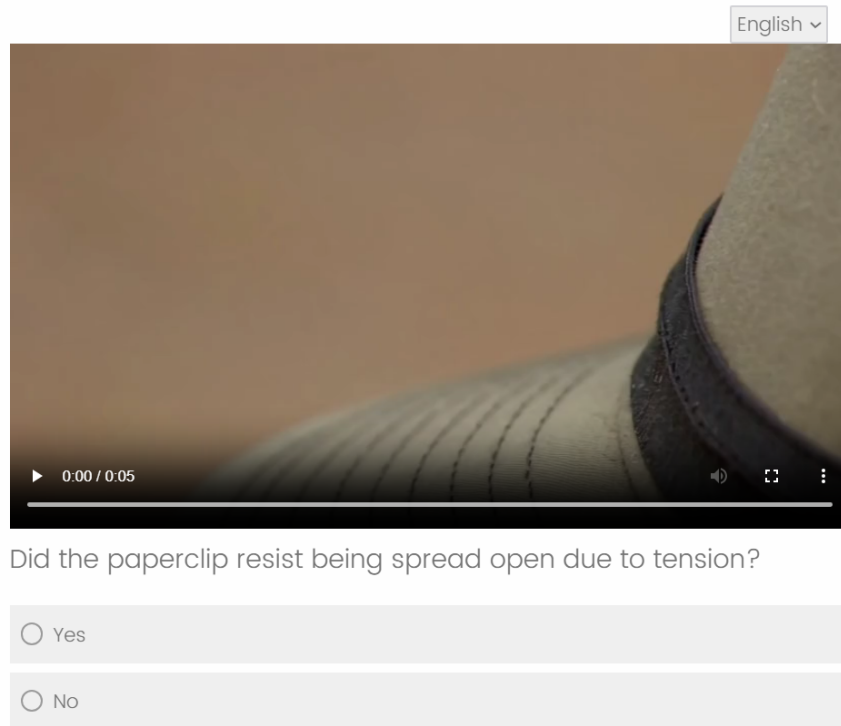 English
0:00 / 0:05
Did the paperclip resist being spread open due to tension?
Yes
No